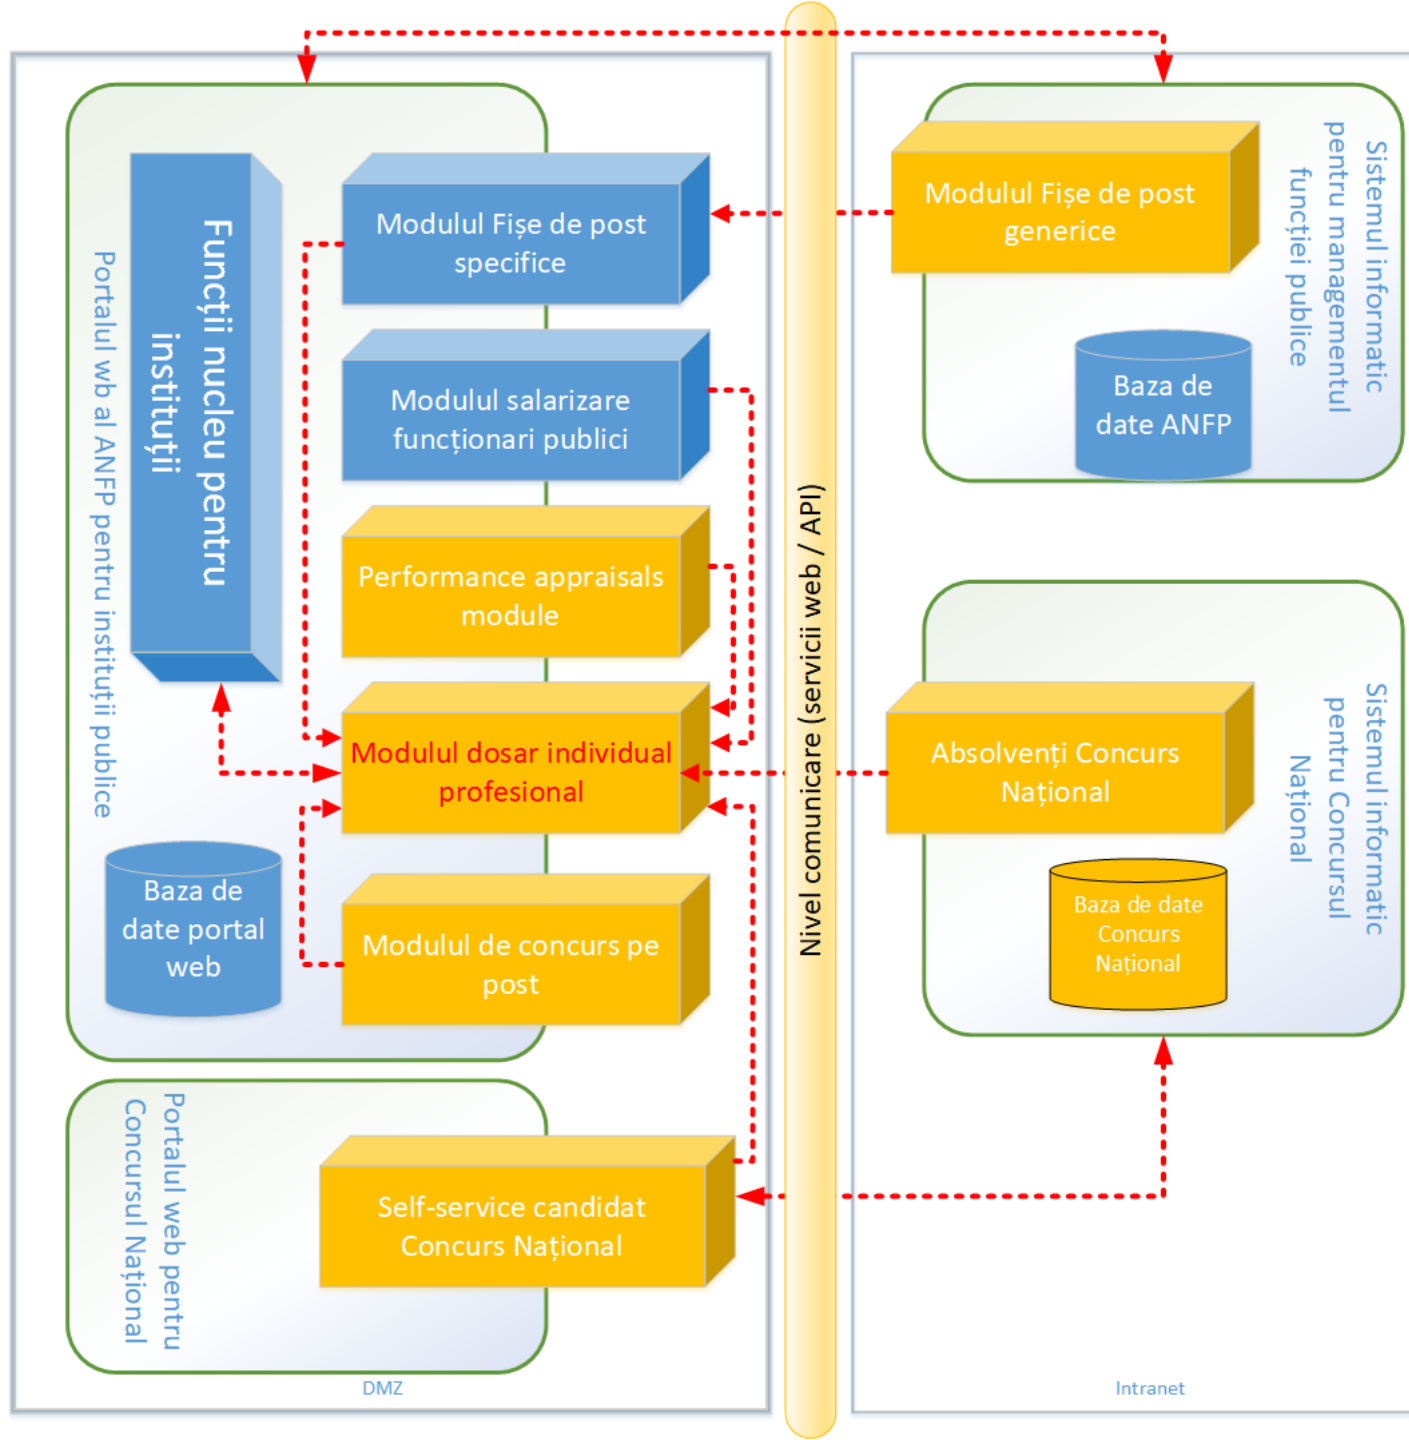 Portalul wb al ANFP pentru instituții publice
Funcții nucleu pentru
instituții
Modulul Fișe de post
specifice
Modulul salarizare
funcționari publici
Performance appraisals
module
Modulul dosar individual
profesional
Modulul de concurs pe
post
Baza de
date portal
web
Portalul web pentru
Concursul Național
Self-service candidat
Concurs Național
DMZ
Nivel comunicare (servicii web / API)
Modulul Fișe de post
generice
Sistemul informatic
pentru managementul
funcției publice
Baza de
date ANFP
Absolvenți Concurs
Național
Sistemul informatic
pentru Concursul
Național
Baza de date
Concurs
Național
Intranet